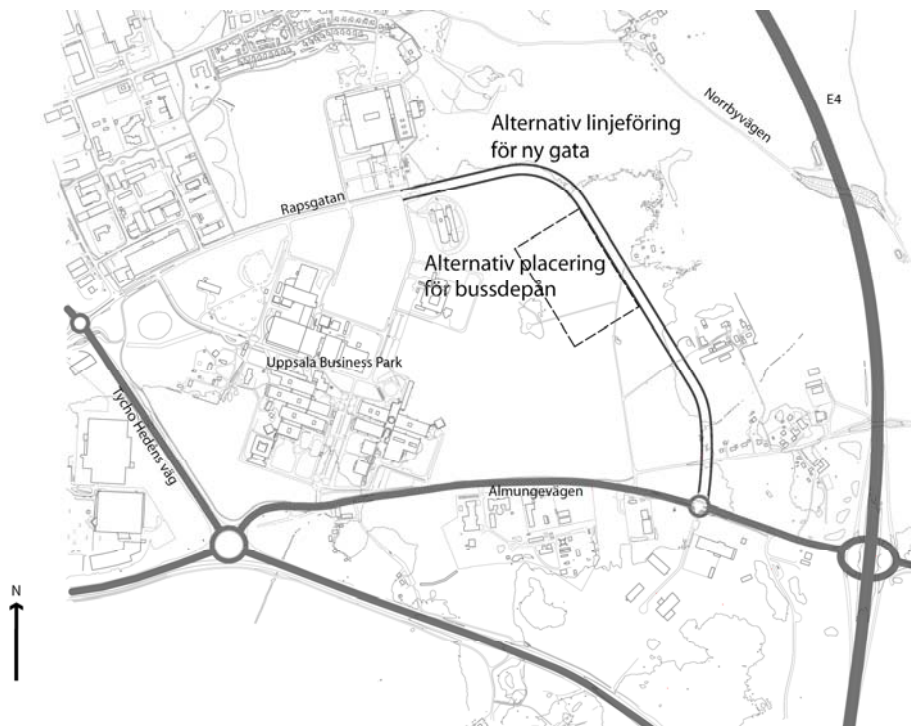 E4
Norrbyvägen
Alternativ linjeföring
för ny gata
Rapsgatan
Alternativ placering
för bussdepån
Uppsala Business Park
Tycho Hedéns väg
Almungevägen
N